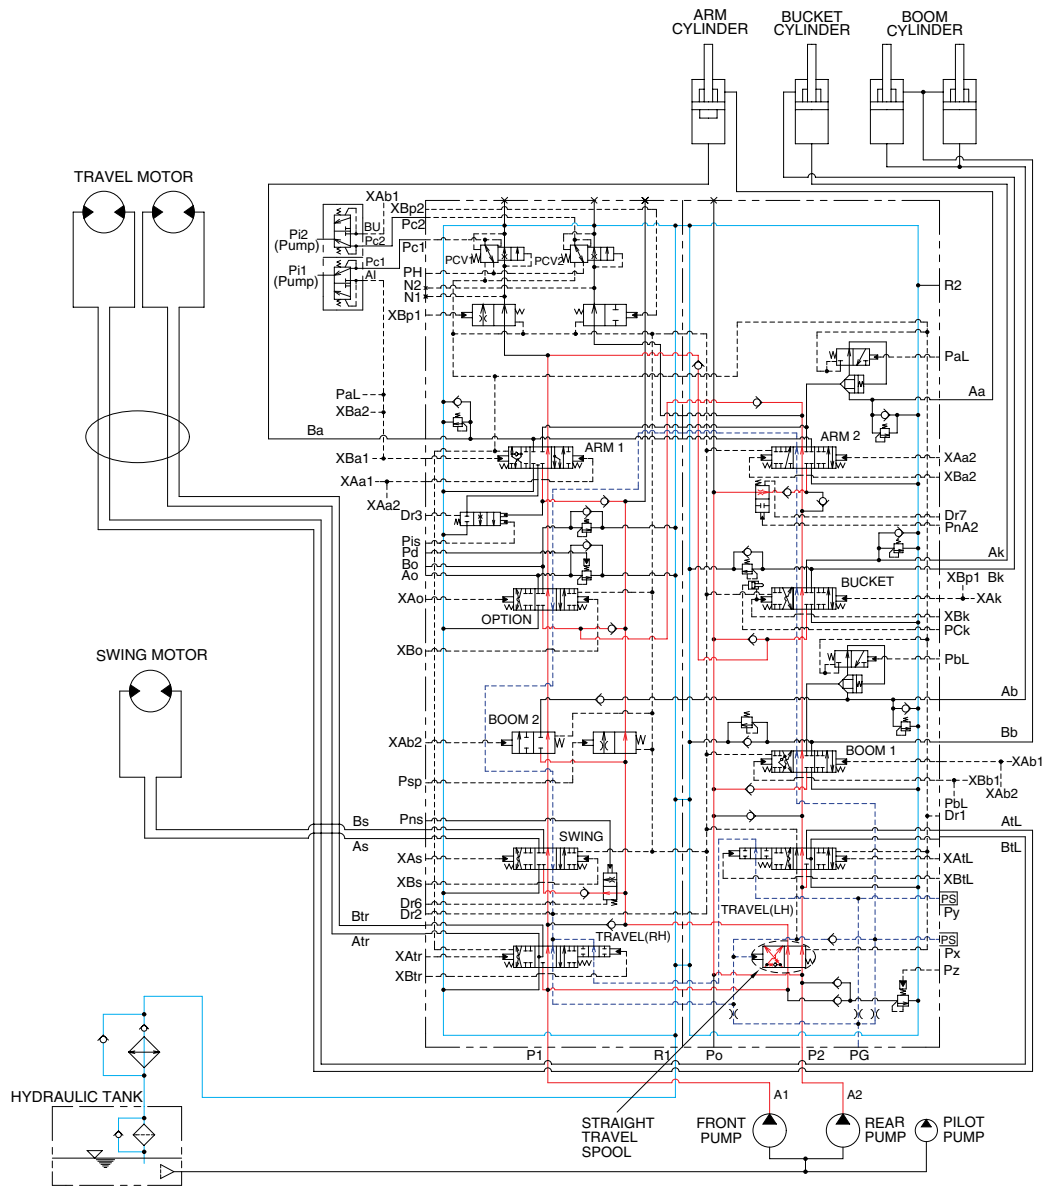 ARM
CYLINDER
BUCKET
CYLINDER
BOOM
CYLINDER
TRAVEL MOTOR
XAb1
BU
Pc2
Pi2
(Pump)
Pc1
AI
Pi1
(Pump)
XBp2
Pc2
Pc1
PH
N2
N1
XBp1
PCV1
PCV2
R2
PaL
Aa
PaL
XBa2
Ba
XBa1
XAa1
XAa2
ARM 1
ARM 2
XAa2
XBa2
Dr3
Dr7
PnA2
Pis
Pd
Bo
Ao
Ak
XBp1
Bk
XAo
OPTION
BUCKET
XAk
XBk
PCk
XBo
PbL
SWING MOTOR
Ab
BOOM 2
XAb2
Bb
BOOM 1
XAb1
Psp
XBb1
XAb2
PbL
Dr1
Pns
Bs
As
SWING
AtL
BtL
XAs
XAtL
XBs
XBtL
Dr6
Dr2
PS
Py
Btr
TRAVEL(LH)
TRAVEL(RH)
Atr
PS
Px
XAtr
XBtr
Pz
P1
R1
Po
P2
PG
HYDRAULIC TANK
A1
A2
STRAIGHT
TRAVEL
SPOOL
FRONT
PUMP
REAR
PUMP
PILOT
PUMP